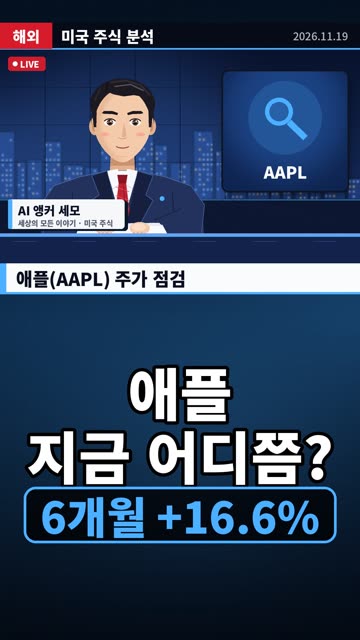 해외 미국 주식 분석 2026.11.19
LIVE
AAPL
AI 앵커 세모
세상의 모든 이야기 · 미국 주식
애플(AAPL) 주가 점검
애플
지금 어디쯤?
6개월 +16.6%